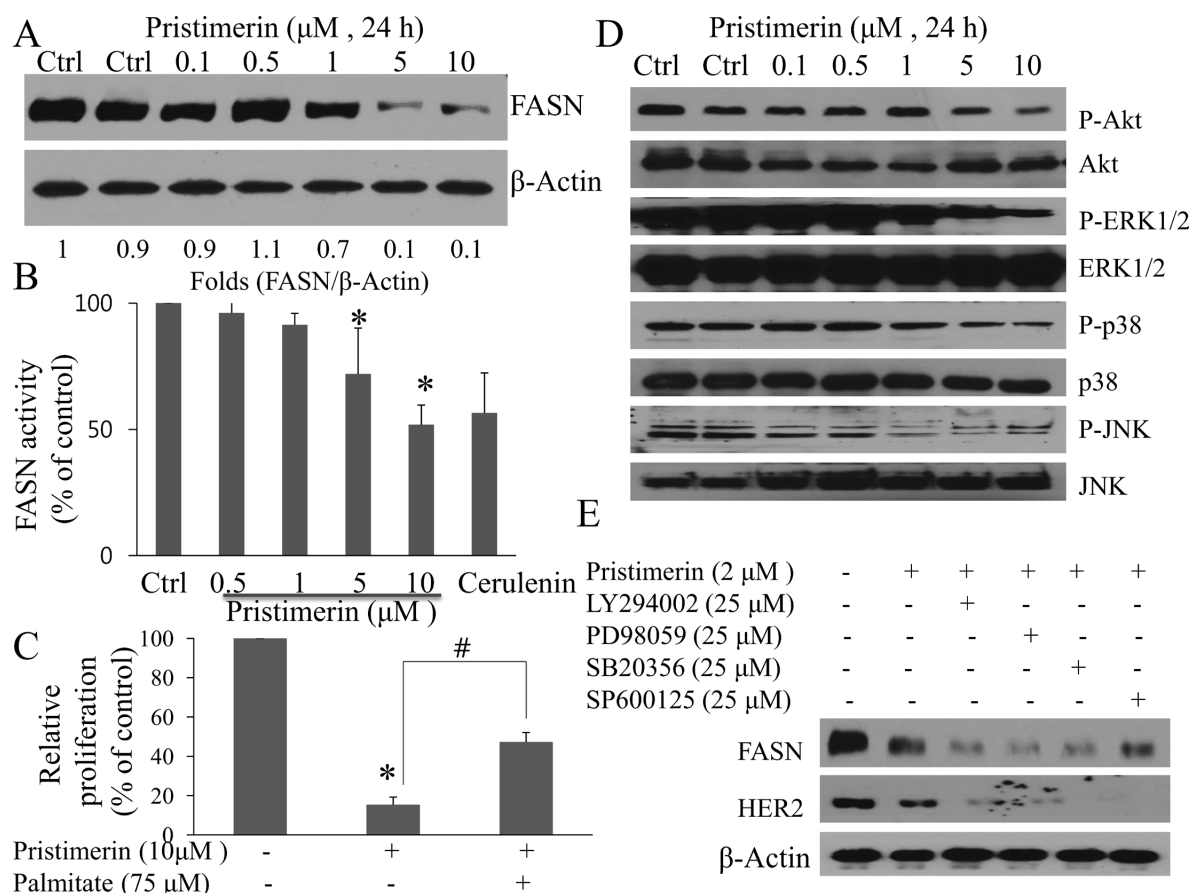 A
Pristimerin (μM , 24 h)
Ctrl Ctrl 0.1 0.5 1 5 10
FASN
β-Actin
1 0.9 0.9 1.1 0.7 0.1 0.1
Folds (FASN/β-Actin)
B
FASN activity
(% of control)
100
50
0
* *
Ctrl 0.5 1 5 10 Cerulenin
Pristimerin (μM)
C
Relative
proliferation
(% of control)
100
80
60
40
20
0
* #
Pristimerin (10μM ) - + +
Palmitate (75 μM) - - +
D
Pristimerin (μM , 24 h)
Ctrl Ctrl 0.1 0.5 1 5 10
P-Akt
Akt
P-ERK1/2
ERK1/2
P-p38
p38
P-JNK
JNK
E
Pristimerin (2 μM ) - + + + + +
LY294002 (25 μM) - - + - - -
PD98059 (25 μM) - - - + - -
SB20356 (25 μM) - - - - + -
SP600125 (25 μM) - - - - - +
FASN
HER2
β-Actin